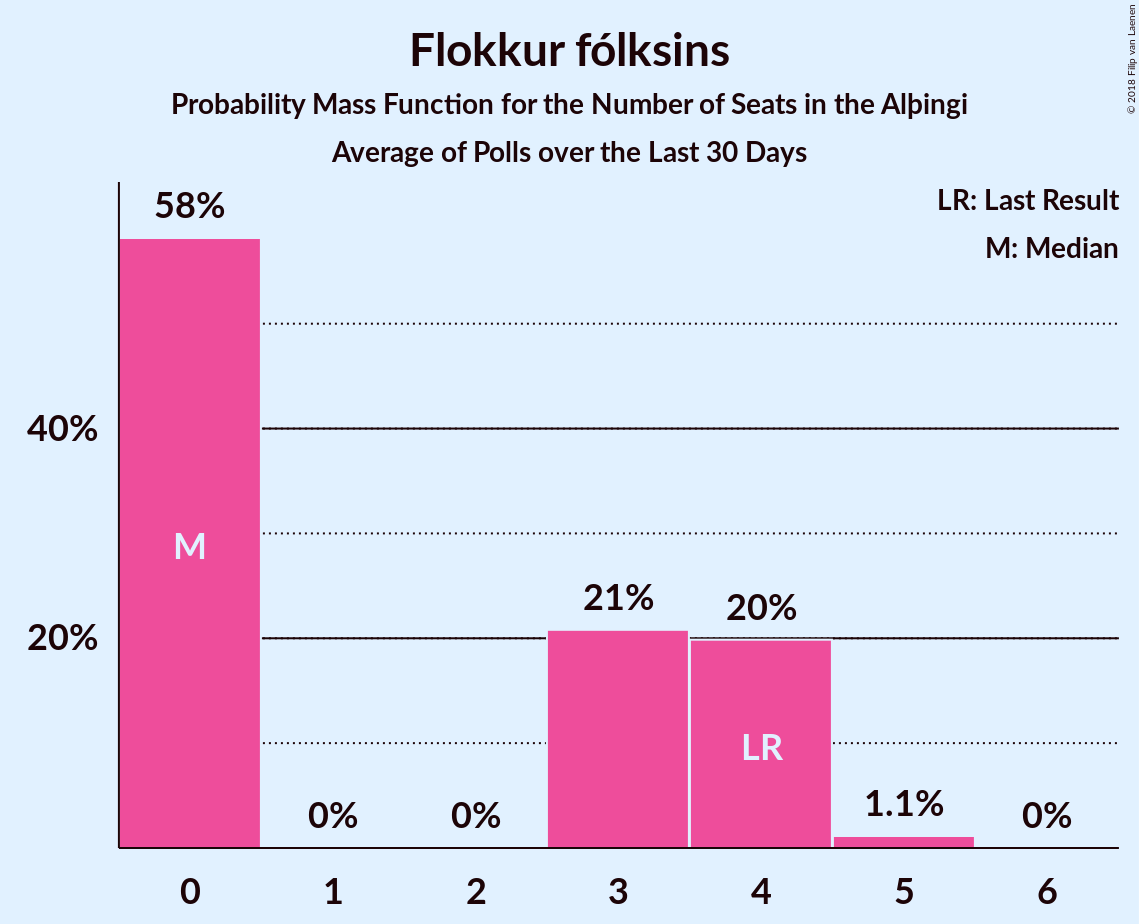 Flokkur fólksins
Probability Mass Function for the Number of Seats in the Alþingi
Average of Polls over the Last 30 Days
© 2018 Filip van Laenen
LR: Last Result
M: Median
58%
40%
20%
M
0%
0%
21%
20%
LR
1.1%
0%
0 1 2 3 4 5 6